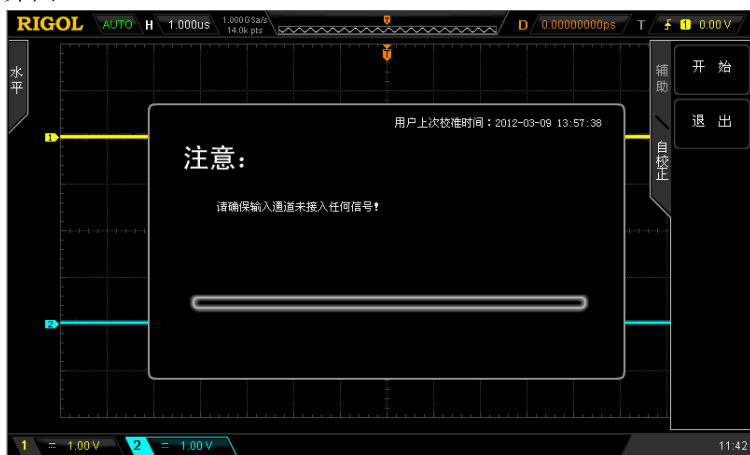 RIGOL AUTO H 1.000us 1.000GSa/s 14.0k pts D 0.00000000ps T 1 0.00V
水平
用户上次校准时间:2012-03-09 13:57:38
注意:
请确保输入通道未接入任何信号!
辅助
自校正
开 始
退 出
1
2
1 = 1.00V 2 = 1.00V 11:42